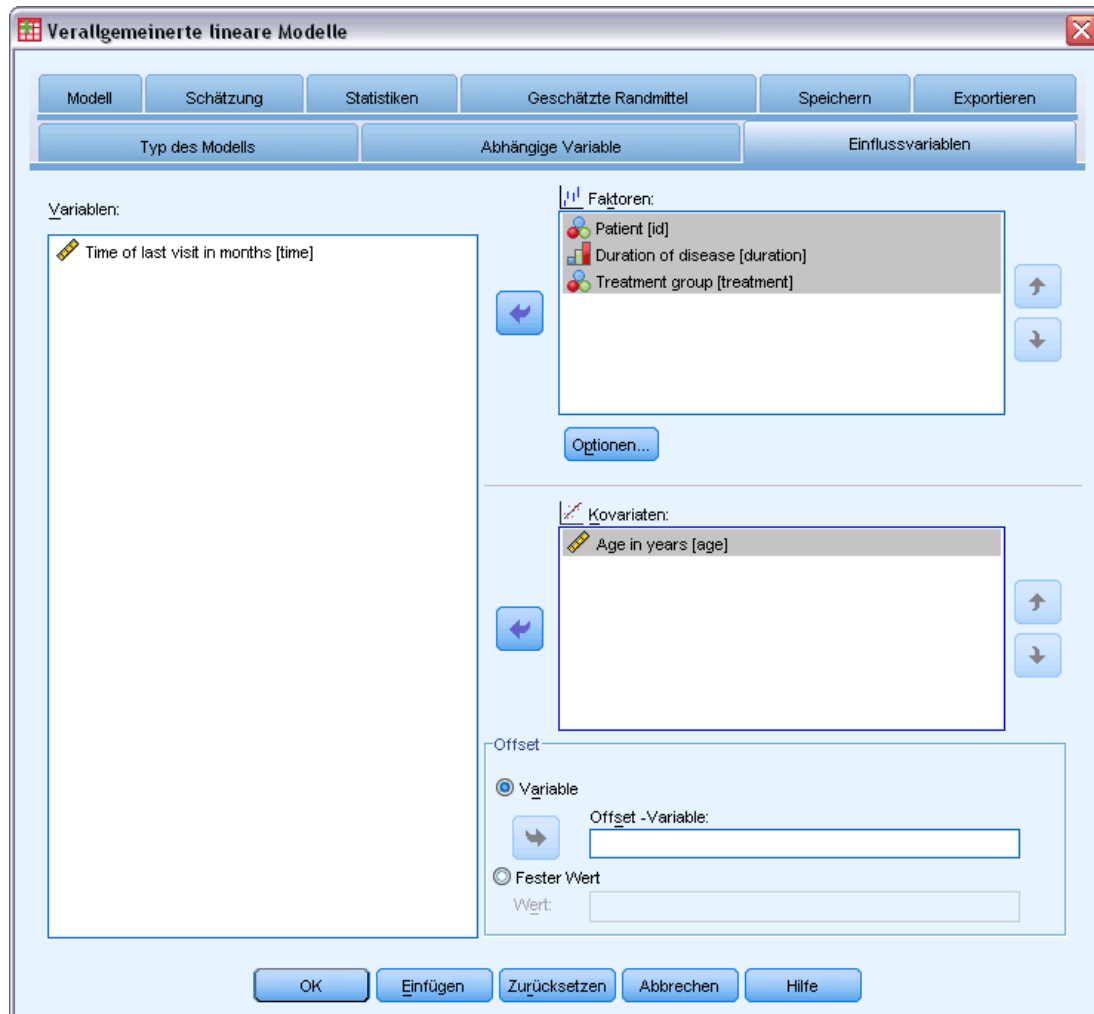 Verallgemeinerte lineare Modelle
Modell Schätzung Statistiken Geschätzte Randmittel Speichern Exportieren
Typ des Modells Abhängige Variable Einflussvariablen
Variablen:
Time of last visit in months [time]
Faktoren:
Patient [id]
Duration of disease [duration]
Treatment group [treatment]
Optionen...
Kovariaten:
Age in years [age]
Offset
Variable
Offset -Variable:
Fester Wert
Wert:
OK Einfügen Zurücksetzen Abbrechen Hilfe